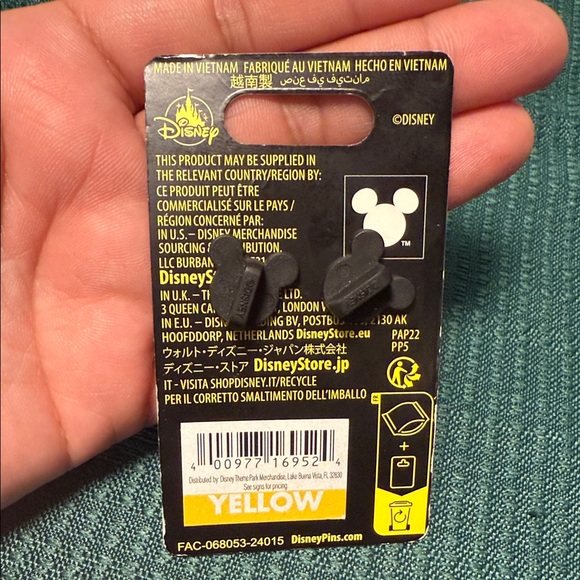 MADE IN VIETNAM FABRIQUÉ AU VIETNAM HECHO EN VIETNAM
越南製 صنع في فيتنام
Disney
©DISNEY
THIS PRODUCT MAY BE SUPPLIED IN
THE RELEVANT COUNTRY/REGION BY:
CE PRODUIT PEUT ÊTRE
COMMERCIALISÉ SUR LE PAYS /
RÉGION CONCERNÉ PAR:
IN U.S.– DISNEY MERCHANDISE
SOURCING &
LLC BURBANK
TM
IN U.K. – LTD.
3 QUEEN LONDON
IN E.U. – BV, 2130 AK
HOOFDDORP, NETHERLANDS DisneyStore.eu
ウォルト・ディズニー・ジャパン株式会社
ディズニー・ストア DisneyStore.jp
IT - VISITA SHOPDISNEY.IT/RECYCLE
PER IL CORRETTO SMALTIMENTO DELL'IMBALLO
PAP22
PP5
FR
+
4 00977 16952 4
Distributed by: Disney Theme Park Merchandise, Lake Buena Vista, FL 32830
See signs for pricing
YELLOW
FAC-068053-24015 DisneyPins.com